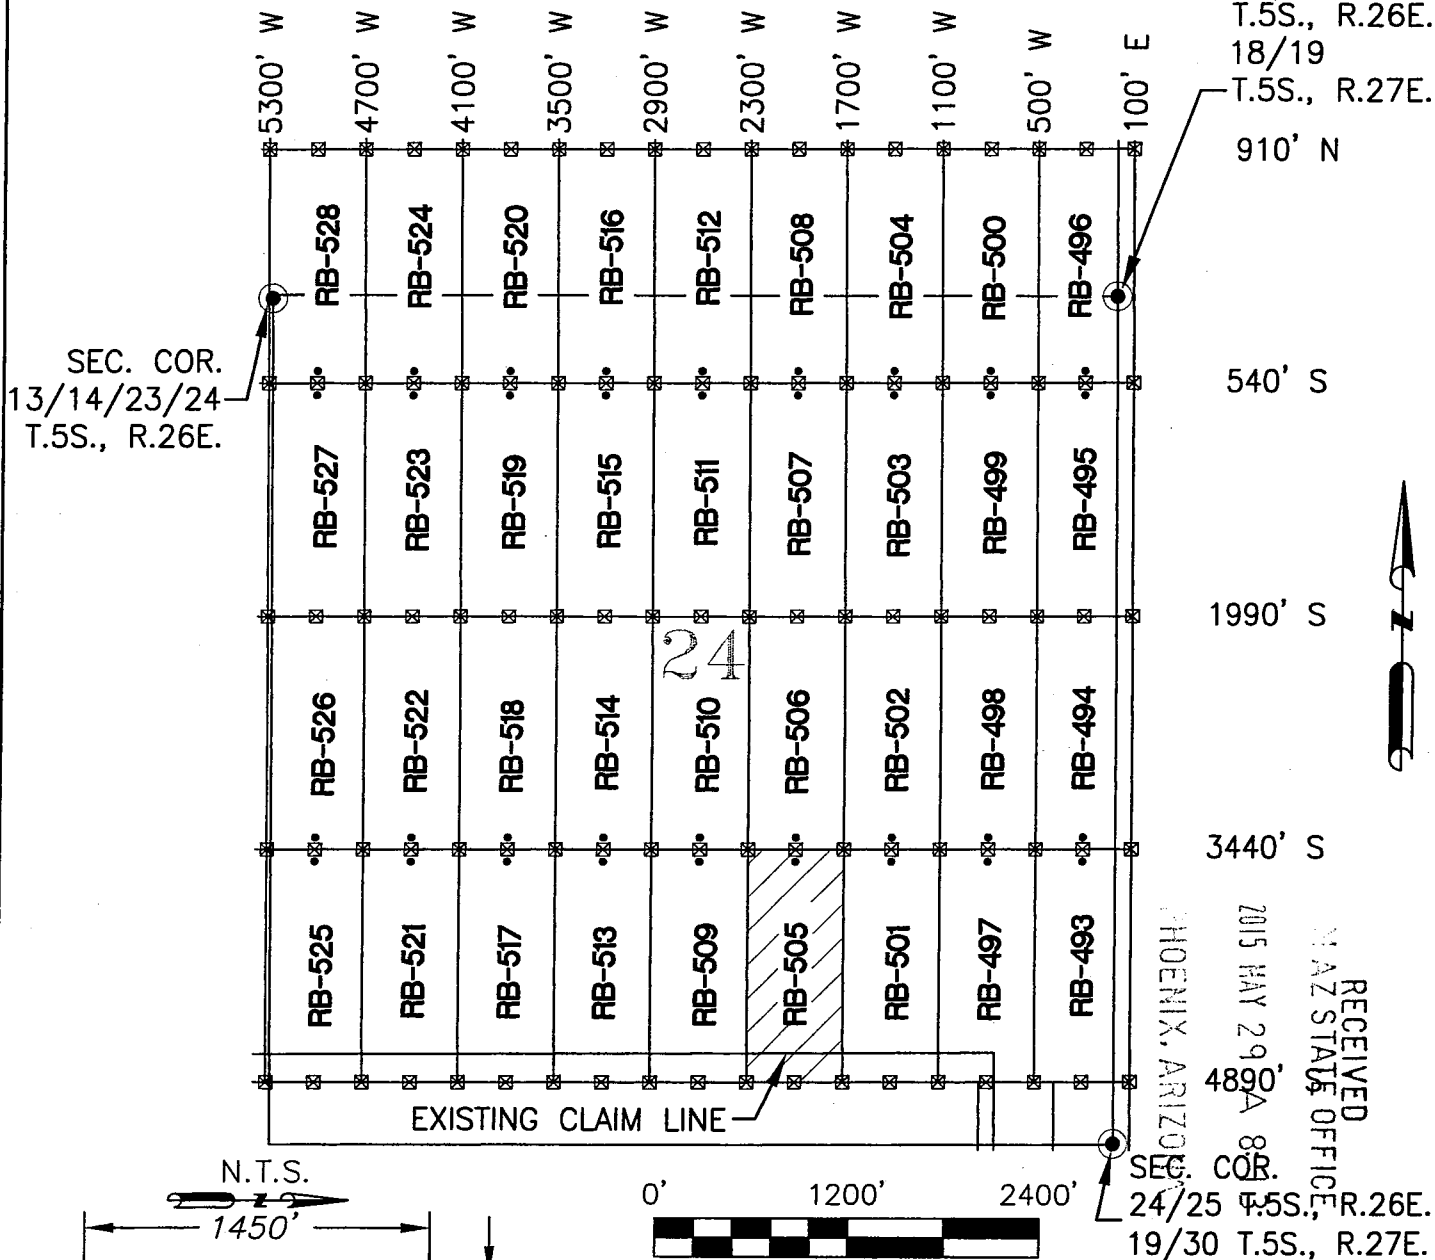 5300' W
4700' W
4100' W
3500' W
2900' W
2300' W
1700' W
1100' W
500' W
100' E
T.5S., R.26E.
18/19
T.5S., R.27E.
910' N
RB-528
RB-524
RB-520
RB-516
RB-512
RB-508
RB-504
RB-500
RB-496
SEC. COR.
13/14/23/24
T.5S., R.26E.
540' S
RB-527
RB-523
RB-519
RB-515
RB-511
RB-507
RB-503
RB-499
RB-495
1990' S
24
Z
RB-526
RB-522
RB-518
RB-514
RB-510
RB-506
RB-502
RB-498
RB-494
3440' S
RB-525
RB-521
RB-517
RB-513
RB-509
RB-505
RB-501
RB-497
RB-493
RECEIVED
AZ STATE OFFICE
2015 MAY 29 A 8
HOENIX, ARIZO
4890' S
EXISTING CLAIM LINE
N.T.S.
Z
1450'
0' 1200' 2400'
SEC. COR.
24/25 T.5S., R.26E.
19/30 T.5S., R.27E.